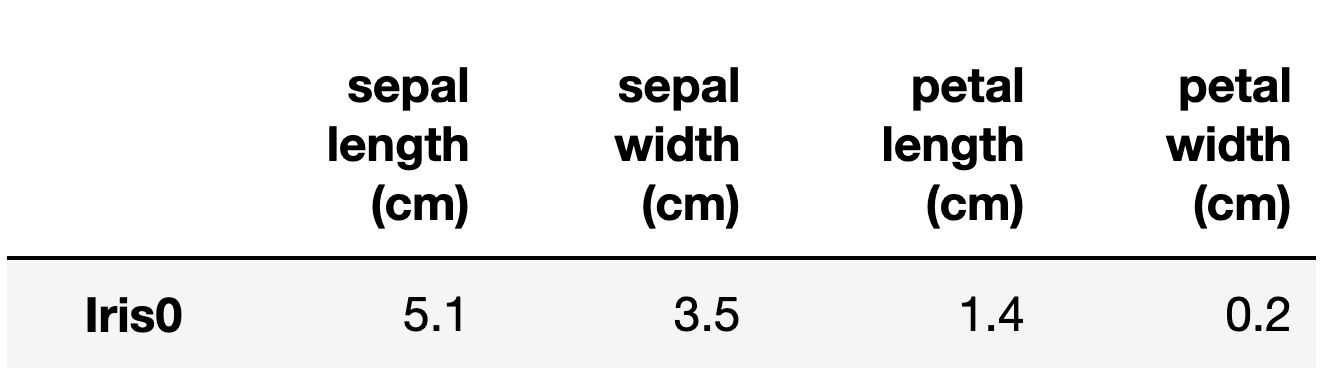 sepal sepal petal petal
length width length width
(cm) (cm) (cm) (cm)
Iris0 5.1 3.5 1.4 0.2